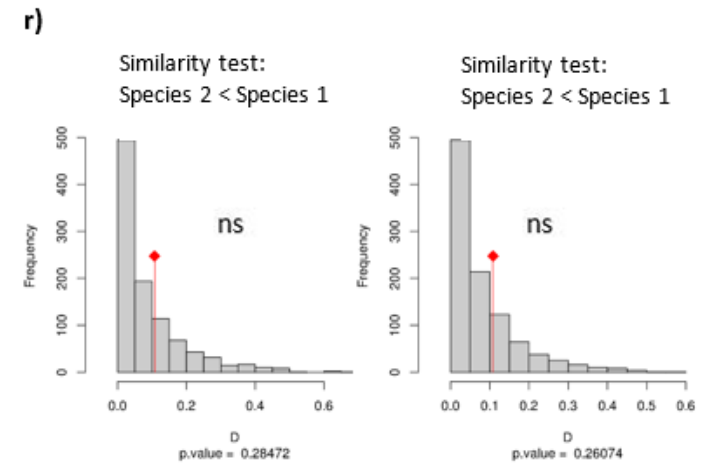 r)
Similarity test:
Species 2 < Species 1
Similarity test:
Species 2 < Species 1
Frequency
500
400
300
200
100
0
ns
0.0 0.2 0.4 0.6
D
p.value = 0.28472
Frequency
500
400
300
200
100
0
ns
0.0 0.1 0.2 0.3 0.4 0.5 0.6
D
p.value = 0.26074